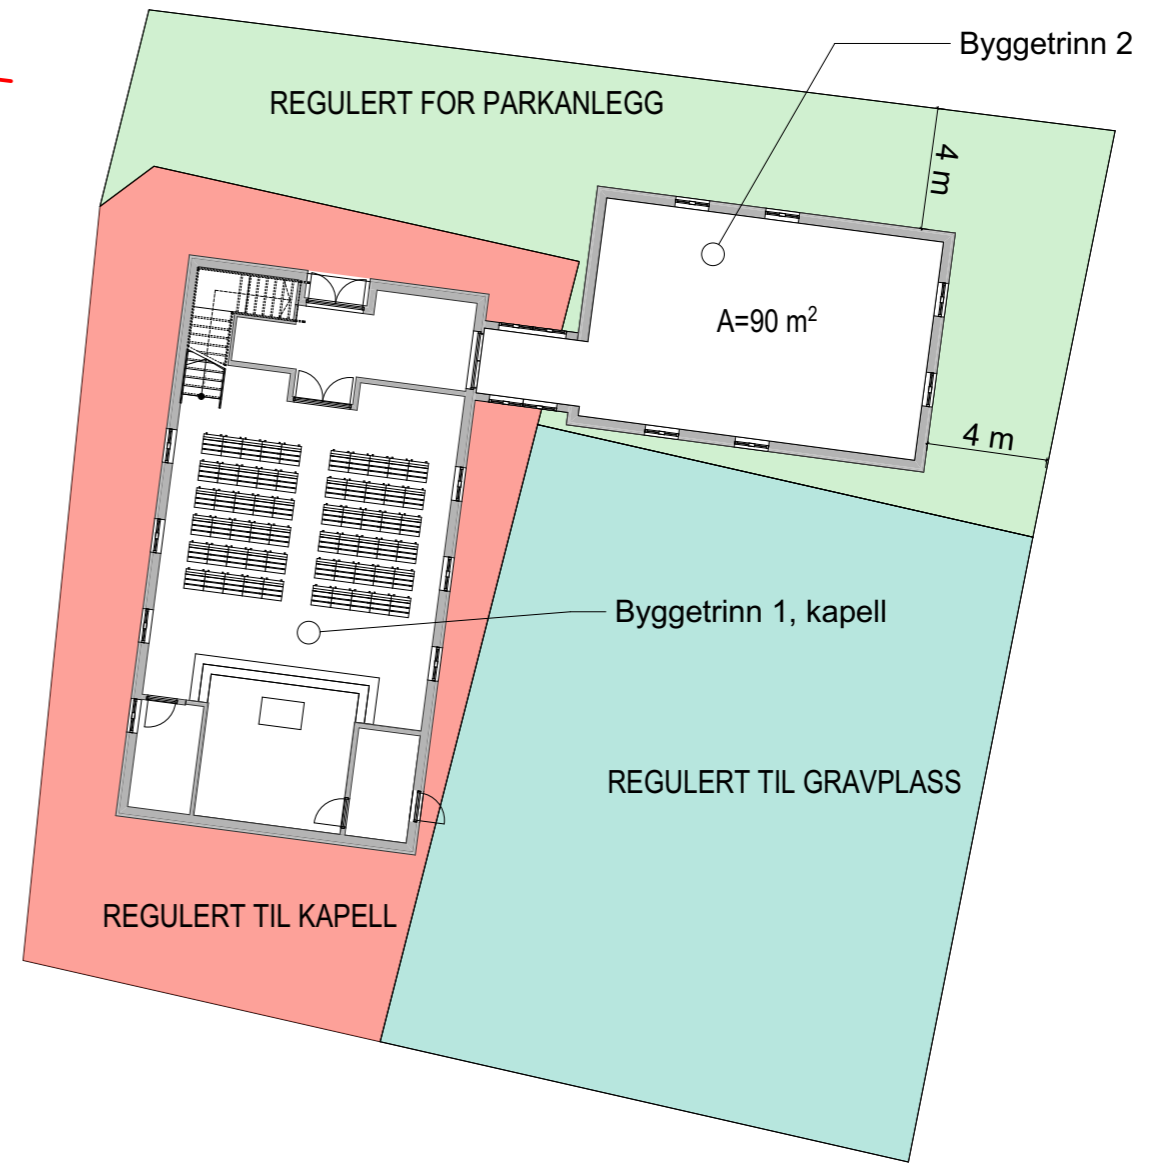 Byggetrinn 2
REGULERT FOR PARKANLEGG
4 m
A=90 m²
4 m
Byggetrinn 1, kapell
REGULERT TIL GRAVPLASS
REGULERT TIL KAPELL